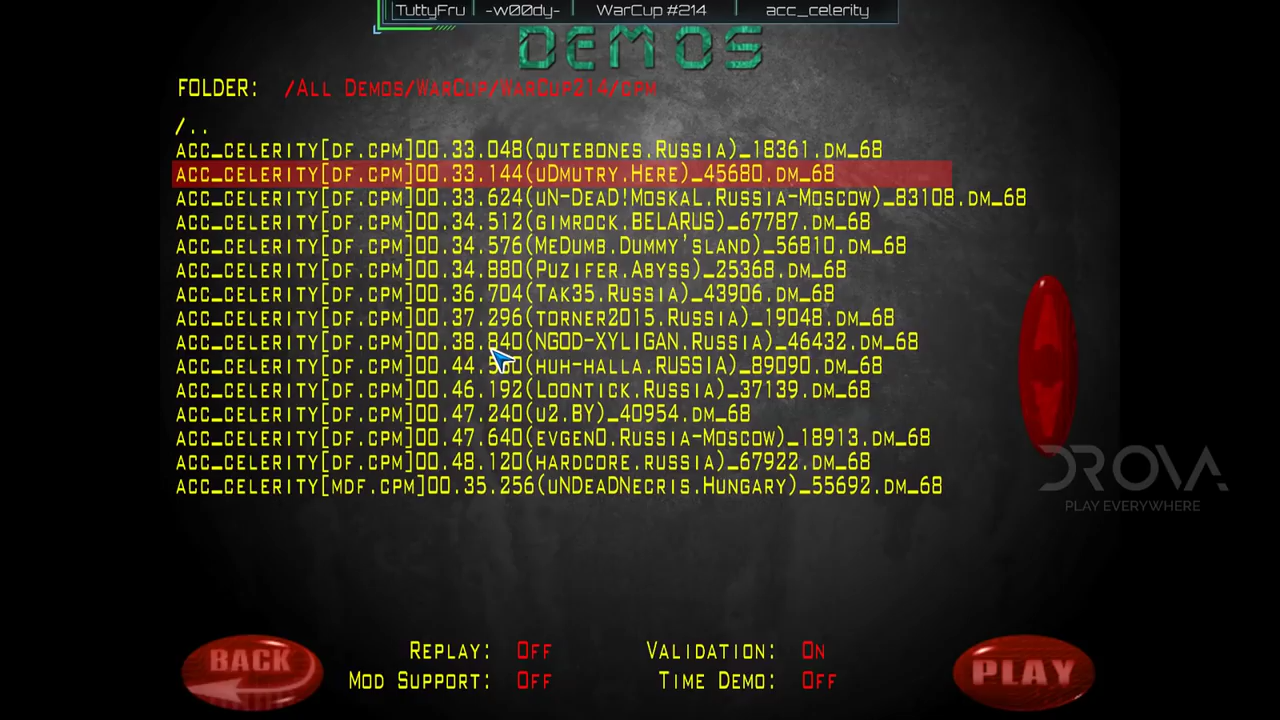 TuttyFru -w00dy- WarCup #214 acc_celerity
DEMOS
FOLDER: /All Demos/WarCup/WarCup214/cpm
/..
ACC_CELERITY[DF.CPM]00.33.048(QUTEBONES.RUSSIA)_18361.DM_68
ACC_CELERITY[DF.CPM]00.33.144(UDMUTRY.HERE)_45680.DM_68
ACC_CELERITY[DF.CPM]00.33.624(UN-DEAD!MOSKAL.RUSSIA-MOSCOW)_83108.DM_68
ACC_CELERITY[DF.CPM]00.34.512(GIMROCK.BELARUS)_67787.DM_68
ACC_CELERITY[DF.CPM]00.34.576(MEDUMB.DUMMY'SLAND)_56810.DM_68
ACC_CELERITY[DF.CPM]00.34.880(PUZIFER.ABYSS)_25368.DM_68
ACC_CELERITY[DF.CPM]00.36.704(TAK35.RUSSIA)_43906.DM_68
ACC_CELERITY[DF.CPM]00.37.296(TORNER2015.RUSSIA)_19048.DM_68
ACC_CELERITY[DF.CPM]00.38.840(NGOD-XYLIGAN.RUSSIA)_46432.DM_68
(HUH-HALLA.RUSSIA)_89090.DM_68
ACC_CELERITY[DF.CPM]00.46.192(LOONTICK.RUSSIA)_37139.DM_68
ACC_CELERITY[DF.CPM]00.47.240(U2.BY)_40954.DM_68
ACC_CELERITY[DF.CPM]00.47.640(EVGEN0.RUSSIA-MOSCOW)_18913.DM_68
ACC_CELERITY[DF.CPM]00.48.120(HARDCORE.RUSSIA)_67922.DM_68
ACC_CELERITY[MDF.CPM]00.35.256(UNDEADNECRIS.HUNGARY)_55692.DM_68
DROVA
PLAY EVERYWHERE
Replay: Off Validation: On
Mod Support: Off Time Demo: Off
BACK
PLAY